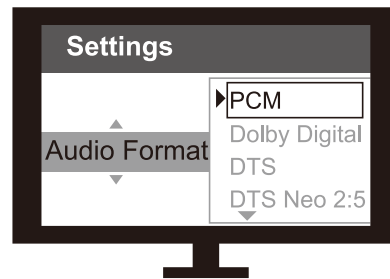 Settings
Audio Format
PCM
Dolby Digital
DTS
DTS Neo 2:5